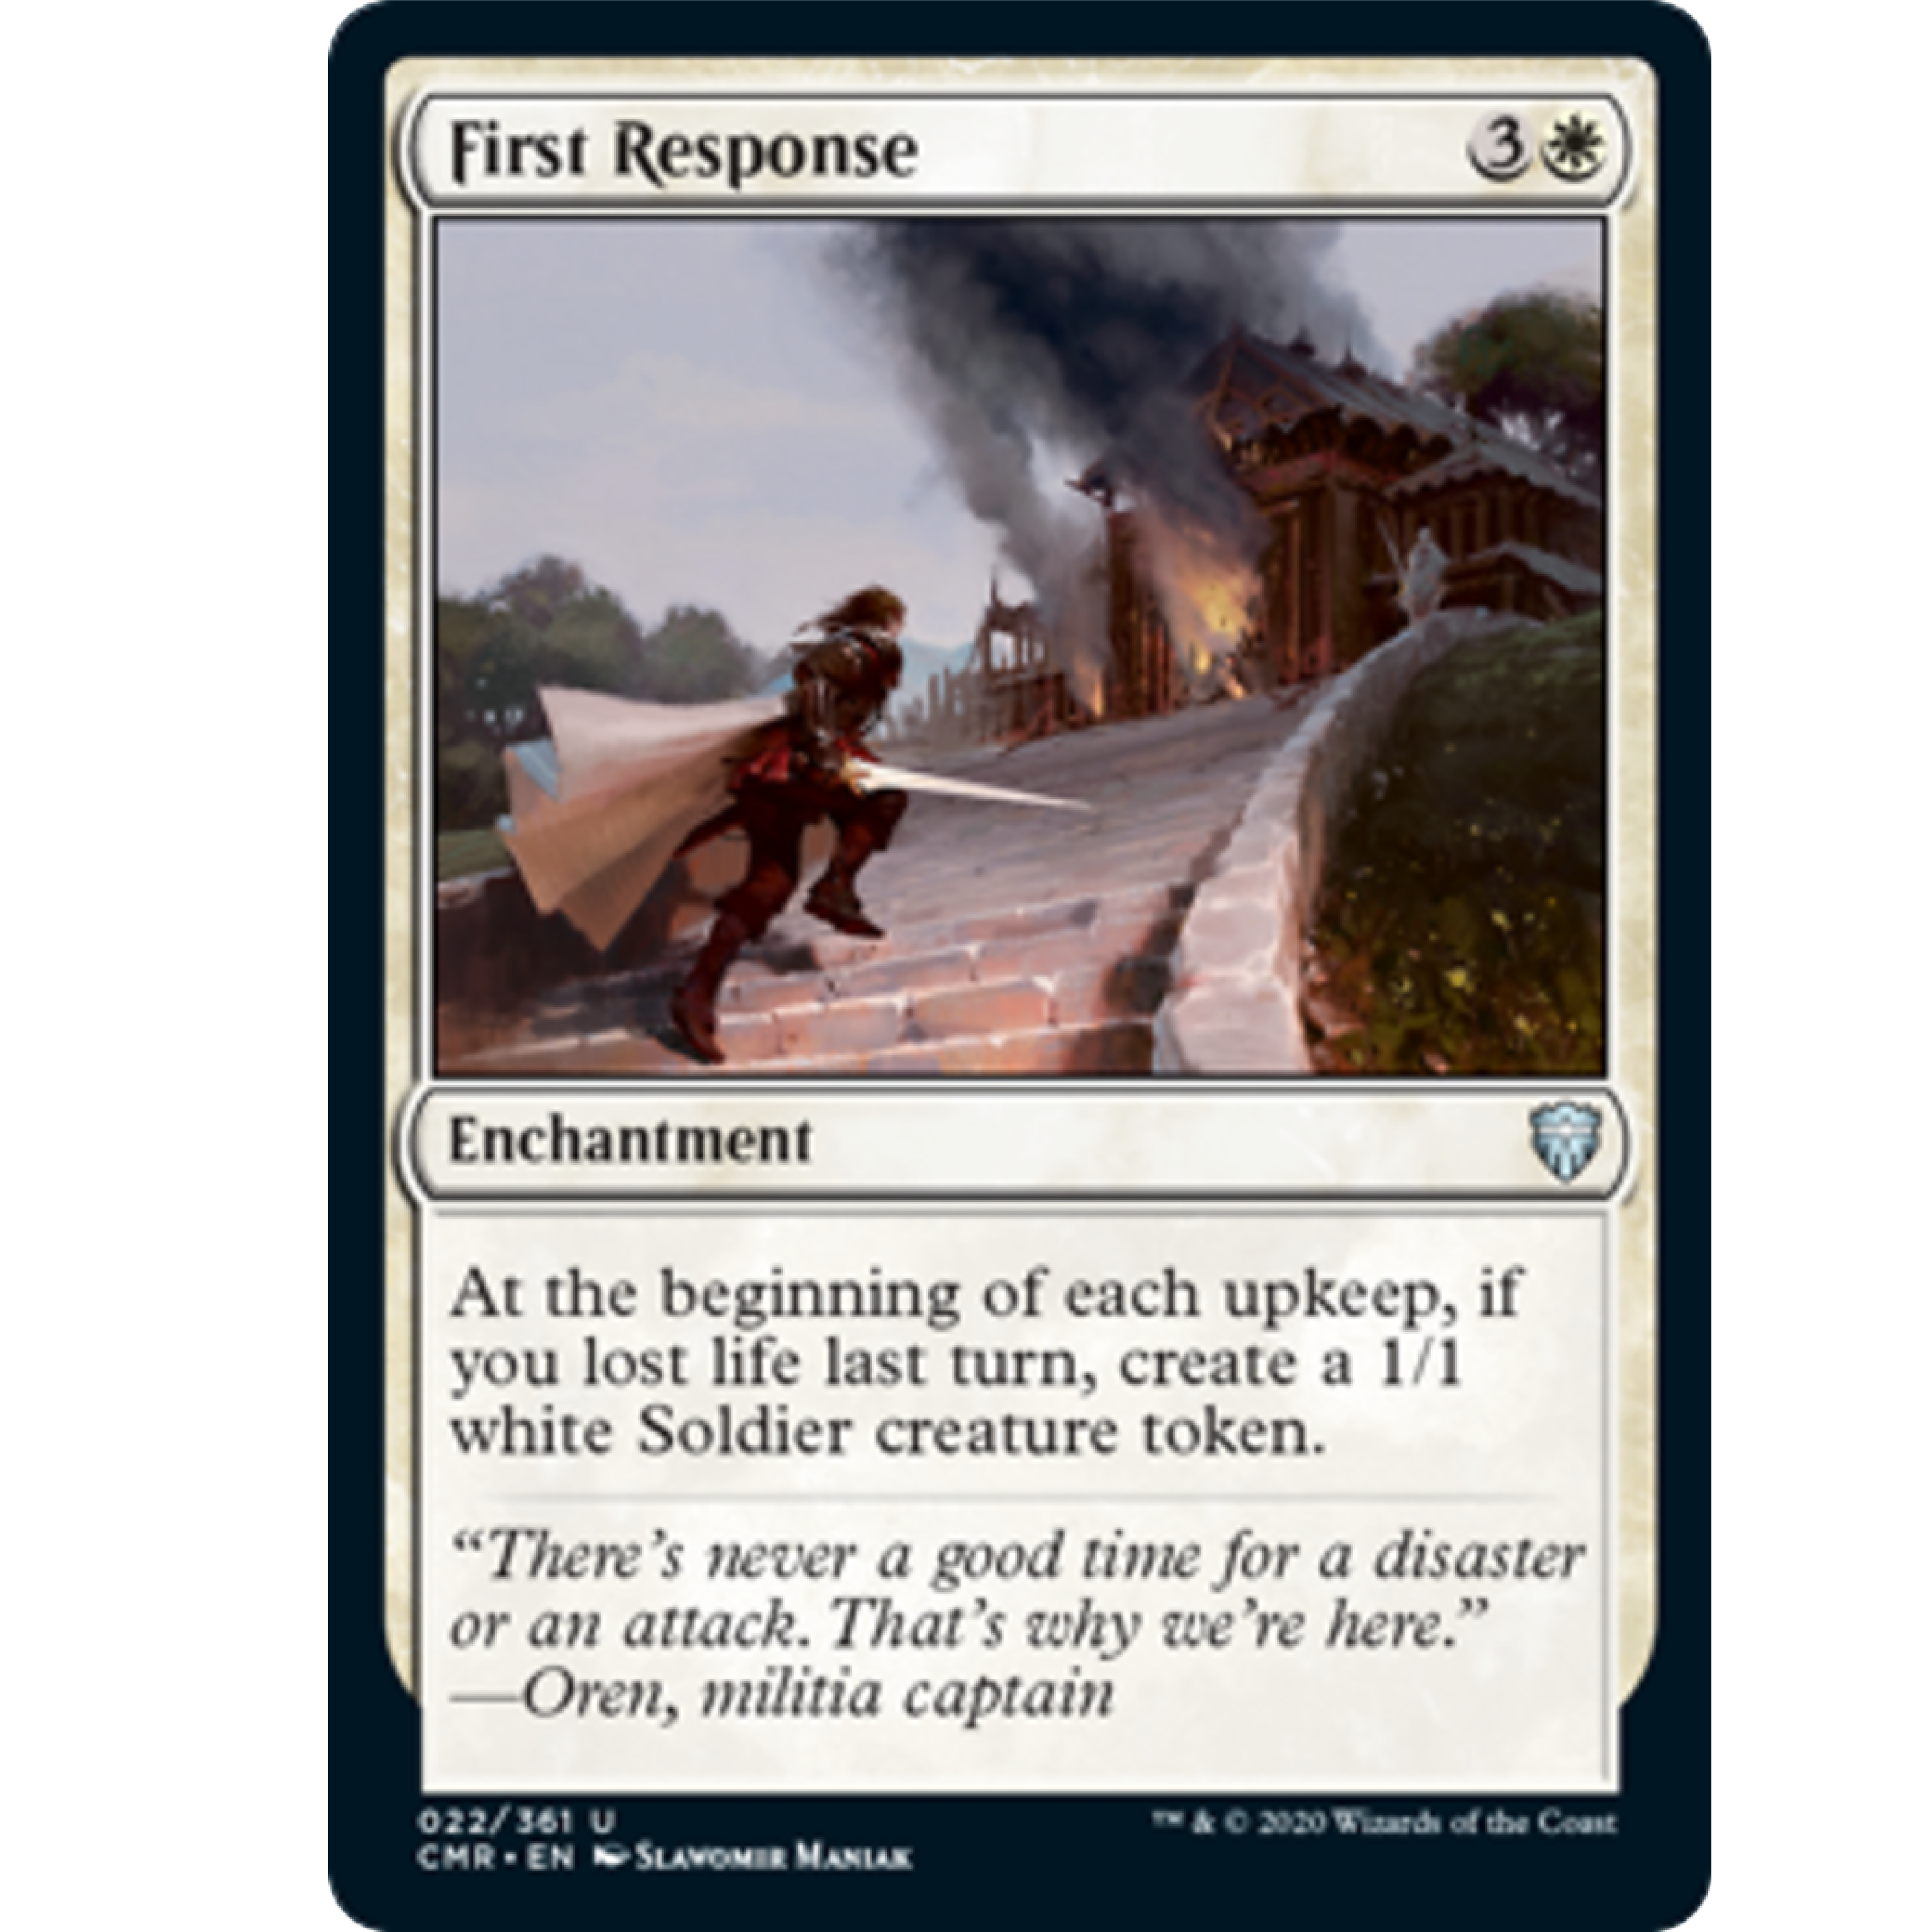 First Response 3
Enchantment
At the beginning of each upkeep, if
you lost life last turn, create a 1/1
white Soldier creature token.
“There’s never a good time for a disaster
or an attack. That’s why we’re here.”
—Oren, militia captain
022/361 U
™ & © 2020 Wizards of the Coast
CMR • EN Slawomir Maniak